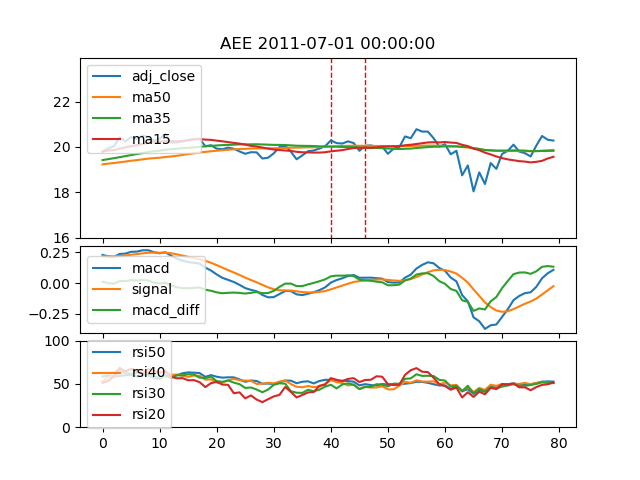 AEE 2011-07-01 00:00:00
adj_close
ma50
ma35
ma15
22
20
18
16
macd
signal
macd_diff
0.25
0.00
−0.25
rsi50
rsi40
rsi30
rsi20
100
50
0
0 10 20 30 40 50 60 70 80